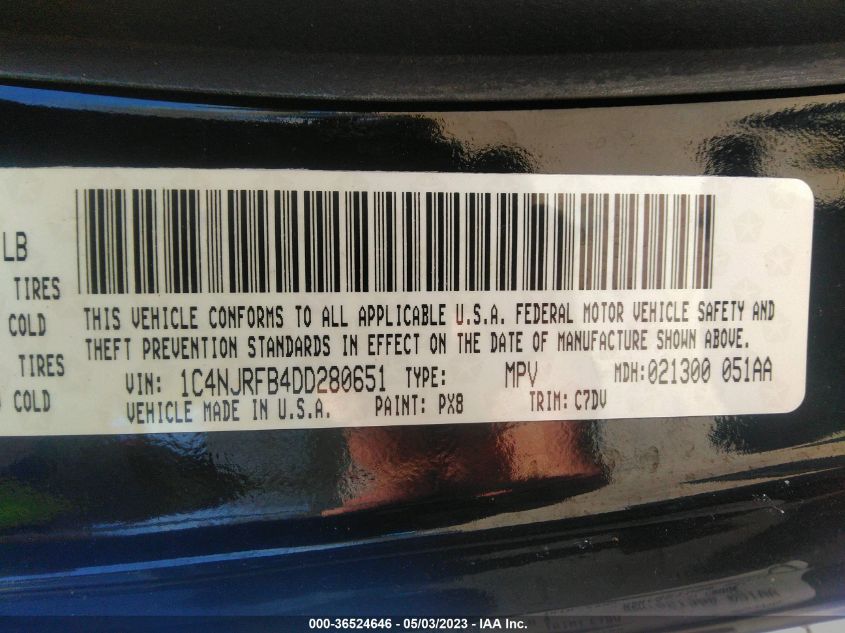 LB
TIRES
COLD
TIRES
COLD
THIS VEHICLE CONFORMS TO ALL APPLICABLE U.S.A. FEDERAL MOTOR VEHICLE SAFETY AND
THEFT PREVENTION STANDARDS IN EFFECT ON THE DATE OF MANUFACTURE SHOWN ABOVE.
VIN: 1C4NJRFB4DD280651 TYPE: MPV MDH:021300 051AA
VEHICLE MADE IN U.S.A. PAINT: PX8 TRIM: C7DV
000-36524646 / 05/03/2023 - IAA Inc.